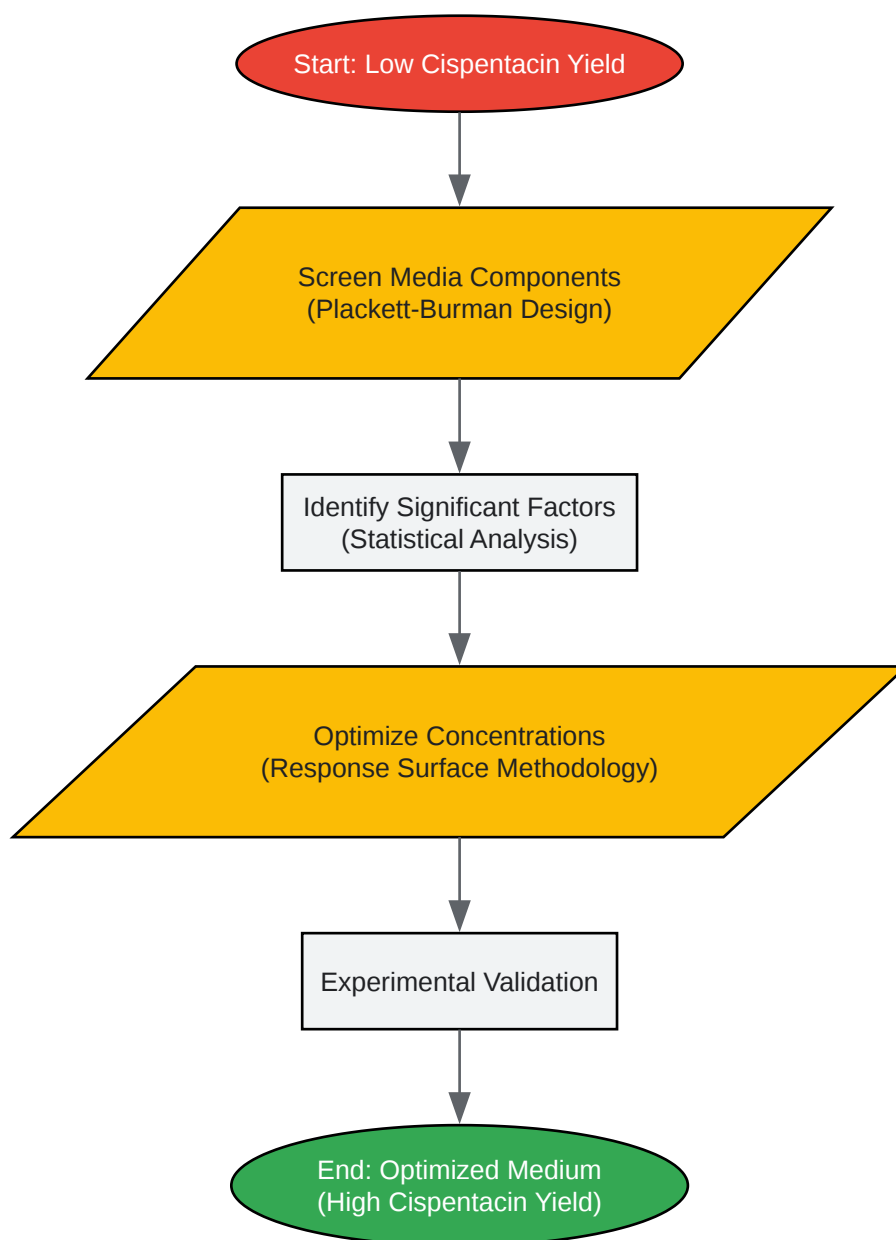 Start: Low Cispentacin Yield
Screen Media Components
(Plackett-Burman Design)
Identify Significant Factors
(Statistical Analysis)
Optimize Concentrations
(Response Surface Methodology)
Experimental Validation
End: Optimized Medium
(High Cispentacin Yield)